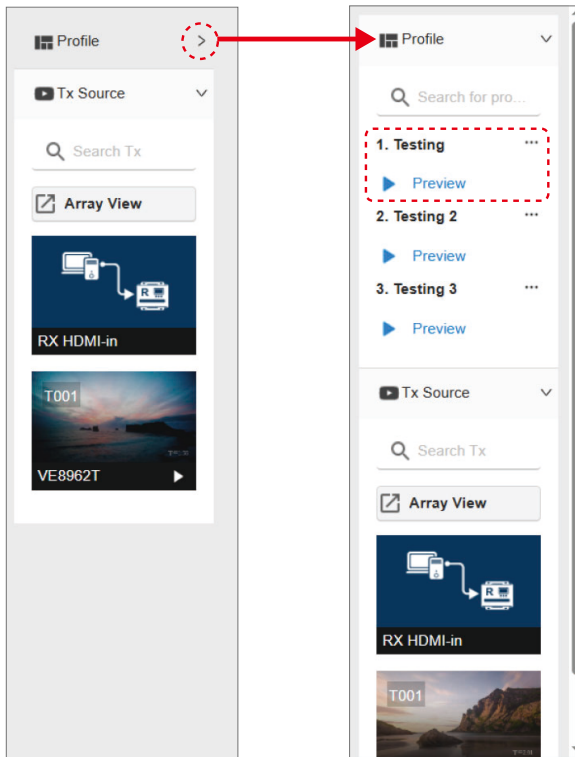 Profile
Tx Source
Search Tx
Array View
R
RX HDMI-in
T001
VE8962T
Profile
Search for pro...
1. Testing
Preview
2. Testing 2
Preview
3. Testing 3
Preview
Tx Source
Search Tx
Array View
R
RX HDMI-in
T001